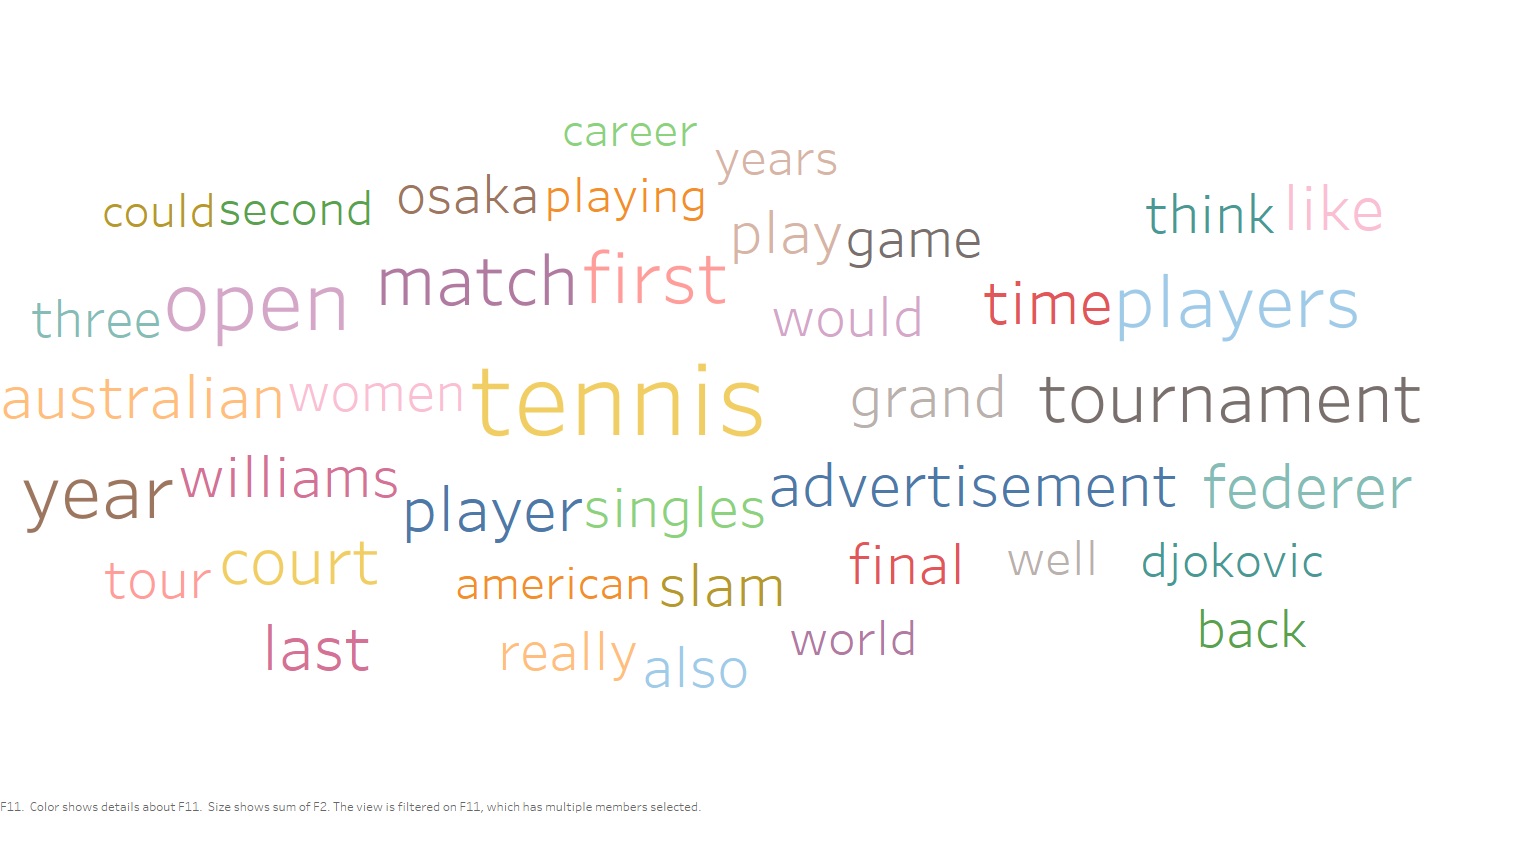 career
years
could second osaka playing
think like
play game
match first
three open
would
time players
australian women tennis
grand tournament
year williams
player singles advertisement federer
tour court
american slam
final well djokovic
last
really also
world
back
F11. Color shows details about F11. Size shows sum of F2. The view is filtered on F11, which has multiple members selected.